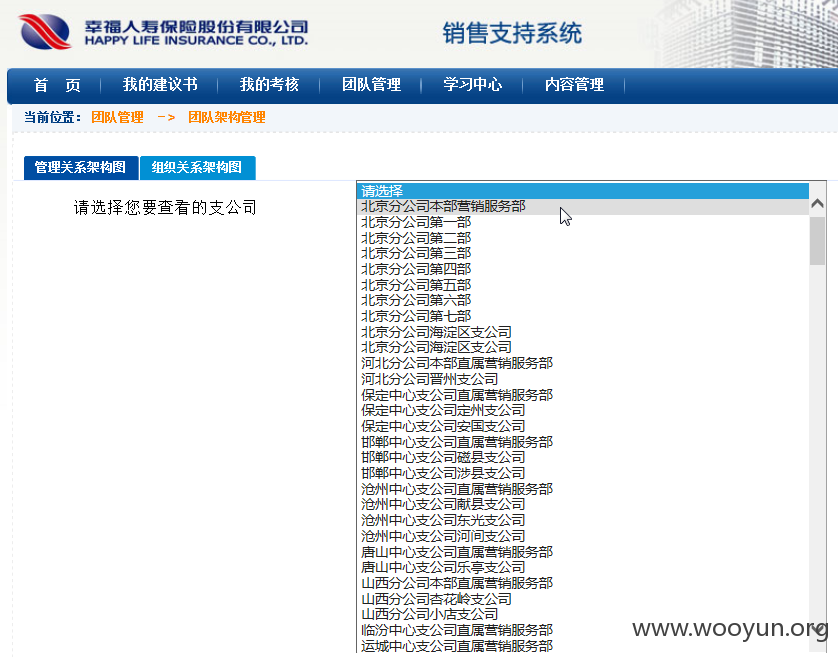 幸福人寿保险股份有限公司
HAPPY LIFE INSURANCE CO., LTD.
销售支持系统
首 页 我的建议书 我的考核 团队管理 学习中心 内容管理
当前位置： 团队管理 -> 团队架构管理
管理关系架构图 组织关系架构图
请选择您要查看的支公司
请选择
北京分公司本部营销服务部
北京分公司第一部
北京分公司第二部
北京分公司第三部
北京分公司第四部
北京分公司第五部
北京分公司第六部
北京分公司第七部
北京分公司海淀区支公司
北京分公司海淀区支公司
河北分公司本部直属营销服务部
河北分公司晋州支公司
保定中心支公司直属营销服务部
保定中心支公司定州支公司
保定中心支公司安国支公司
邯郸中心支公司直属营销服务部
邯郸中心支公司磁县支公司
邯郸中心支公司涉县支公司
沧州中心支公司直属营销服务部
沧州中心支公司献县支公司
沧州中心支公司东光支公司
沧州中心支公司河间支公司
唐山中心支公司直属营销服务部
唐山中心支公司乐亭支公司
山西分公司本部直属营销服务部
山西分公司杏花岭支公司
山西分公司小店支公司
临汾中心支公司直属营销服务部
运城中心支公司直属营销服务部
www.wooyun.org